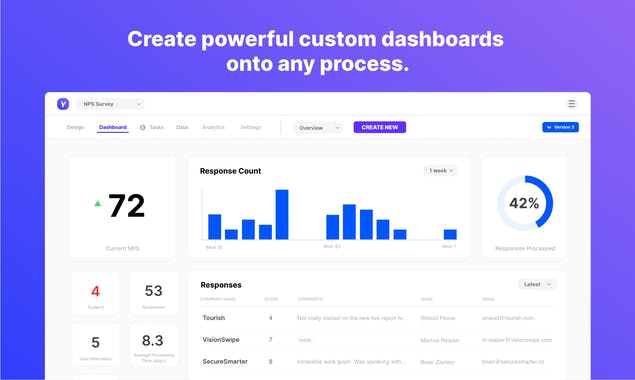 Create powerful custom dashboards
onto any process.
Y
NPS Survey
Design
Dashboard
Tasks
Data
Analytics
Settings
Overview
CREATE NEW
Version 3
72
Current NPS
Response Count
1 week
Mon 15
Mon 22
Mon 1
42%
Responses Processed
4
Support
53
Responses
5
User Interviews
8.3
Average Processing
Time (days)
Responses
Latest
COMPANY NAME
SCORE
COMMENTS
NAME
EMAIL
Tourish
4
Not really started on the new live report fe...
Sinood Pinnie
sinood@tourish.com
VisionSwipe
7
NONE
Marcus Reader
m.reader@visionswipe.com
SecureSmarter
8
Incredible work guys! Was speaking with...
Brian Zanteer
brian@securesmarter.co